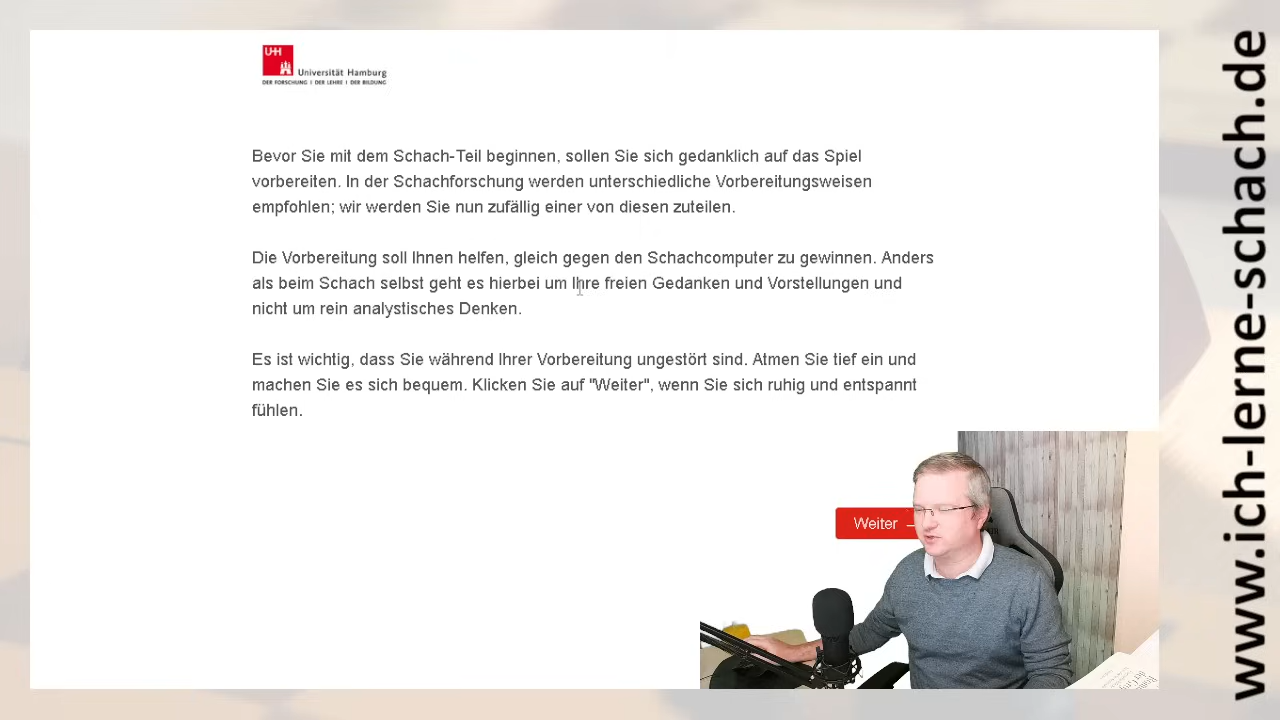 UHH
Universität Hamburg
DER FORSCHUNG | DER LEHRE | DER BILDUNG
Bevor Sie mit dem Schach-Teil beginnen, sollen Sie sich gedanklich auf das Spiel
vorbereiten. In der Schachforschung werden unterschiedliche Vorbereitungsweisen
empfohlen; wir werden Sie nun zufällig einer von diesen zuteilen.
Die Vorbereitung soll Ihnen helfen, gleich gegen den Schachcomputer zu gewinnen. Anders
als beim Schach selbst geht es hierbei um Ihre freien Gedanken und Vorstellungen und
nicht um rein analystisches Denken.
Es ist wichtig, dass Sie während Ihrer Vorbereitung ungestört sind. Atmen Sie tief ein und
machen Sie es sich bequem. Klicken Sie auf "Weiter", wenn Sie sich ruhig und entspannt
fühlen.
Weiter →
www.ich-lerne-schach.de